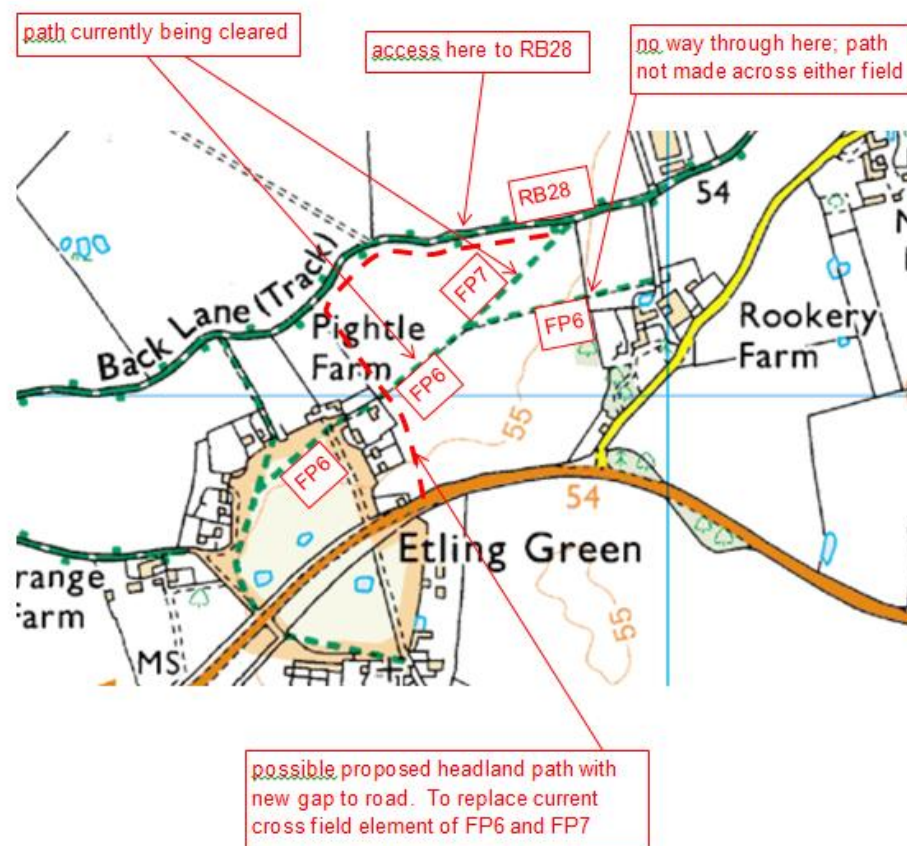 path currently being cleared
access here to RB28
no way through here; path
not made across either field
RB28
54
FP7
Back Lane (Track)
Pightle
Farm
FP6
Rookery
Farm
FP6
55
FP6
54
Etling Green
range
Farm
55
MS
possible proposed headland path with
new gap to road. To replace current
cross field element of FP6 and FP7